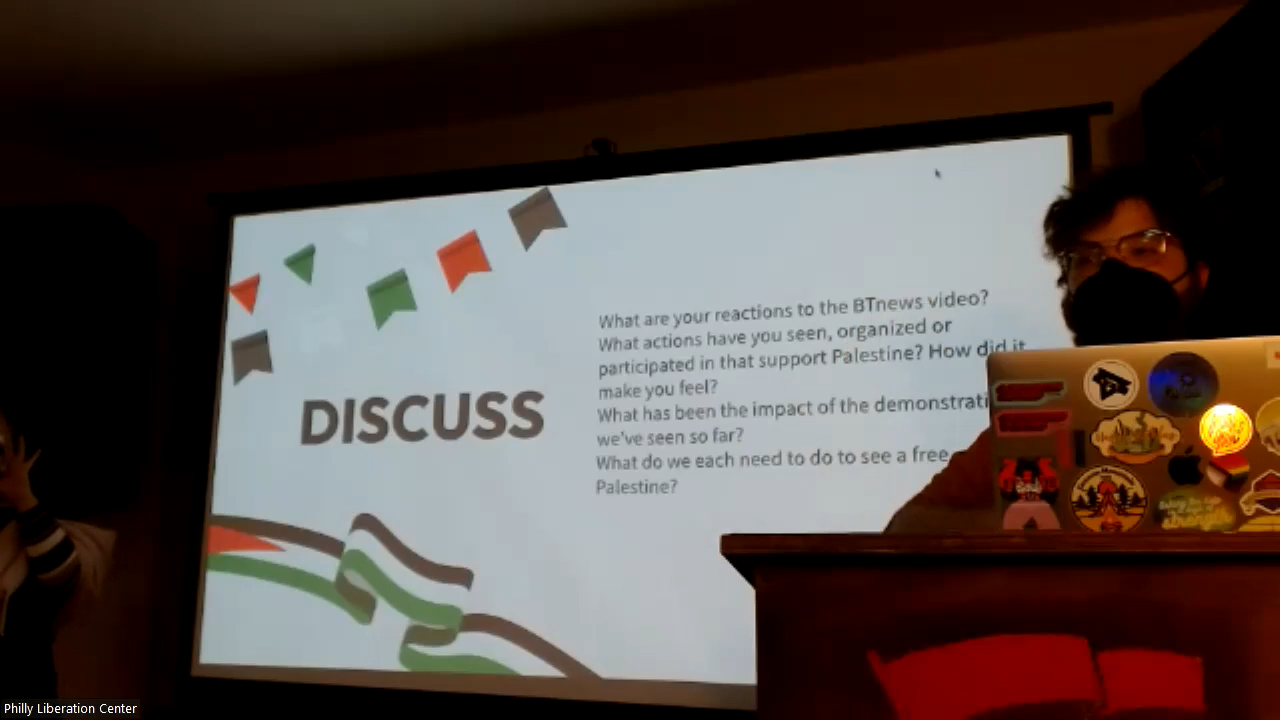 DISCUSS
What are your reactions to the BTnews video?
What actions have you seen, organized or
participated in that support Palestine? How did it
make you feel?
What has been the impact of the demonstrati
we've seen so far?
What do we each need to do to see a free
Palestine?
Philly Liberation Center